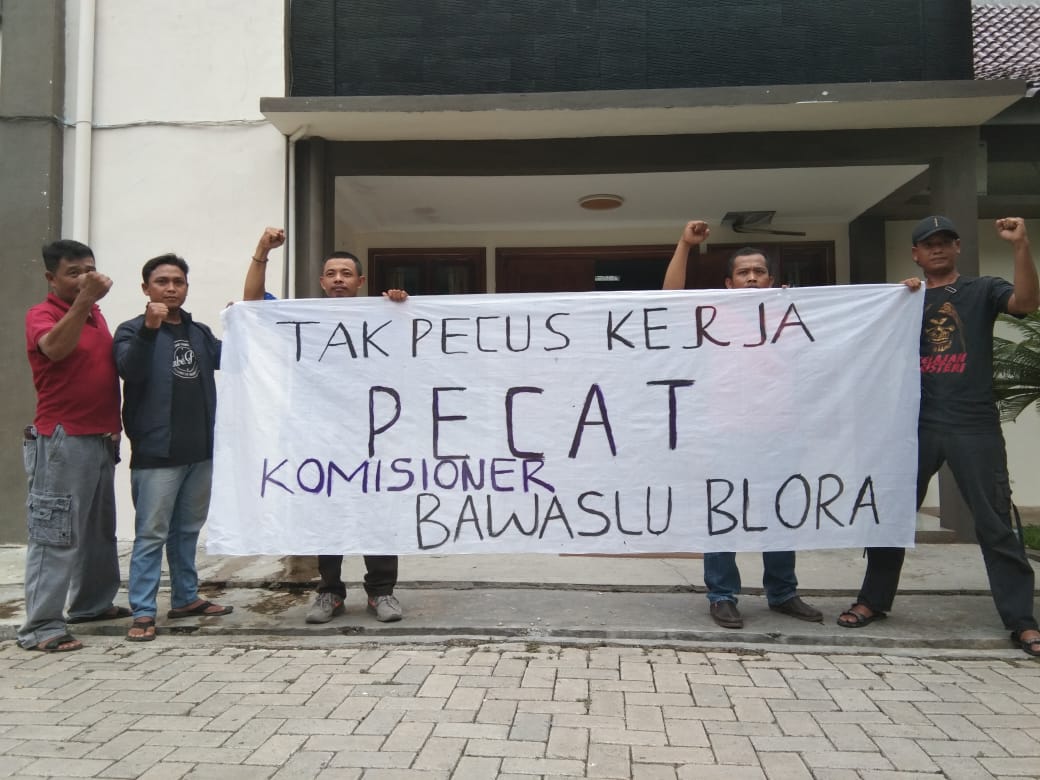 TAK PECUS KERJA
PECAT
KOMISIONER
BAWASLU BLORA